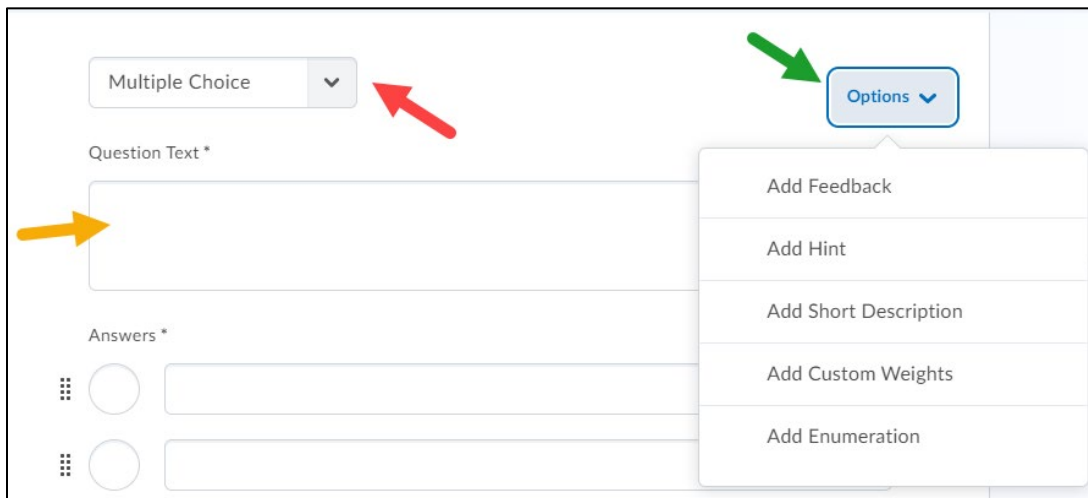 Multiple Choice
Options
Question Text *
Add Feedback
Add Hint
Add Short Description
Answers *
Add Custom Weights
Add Enumeration